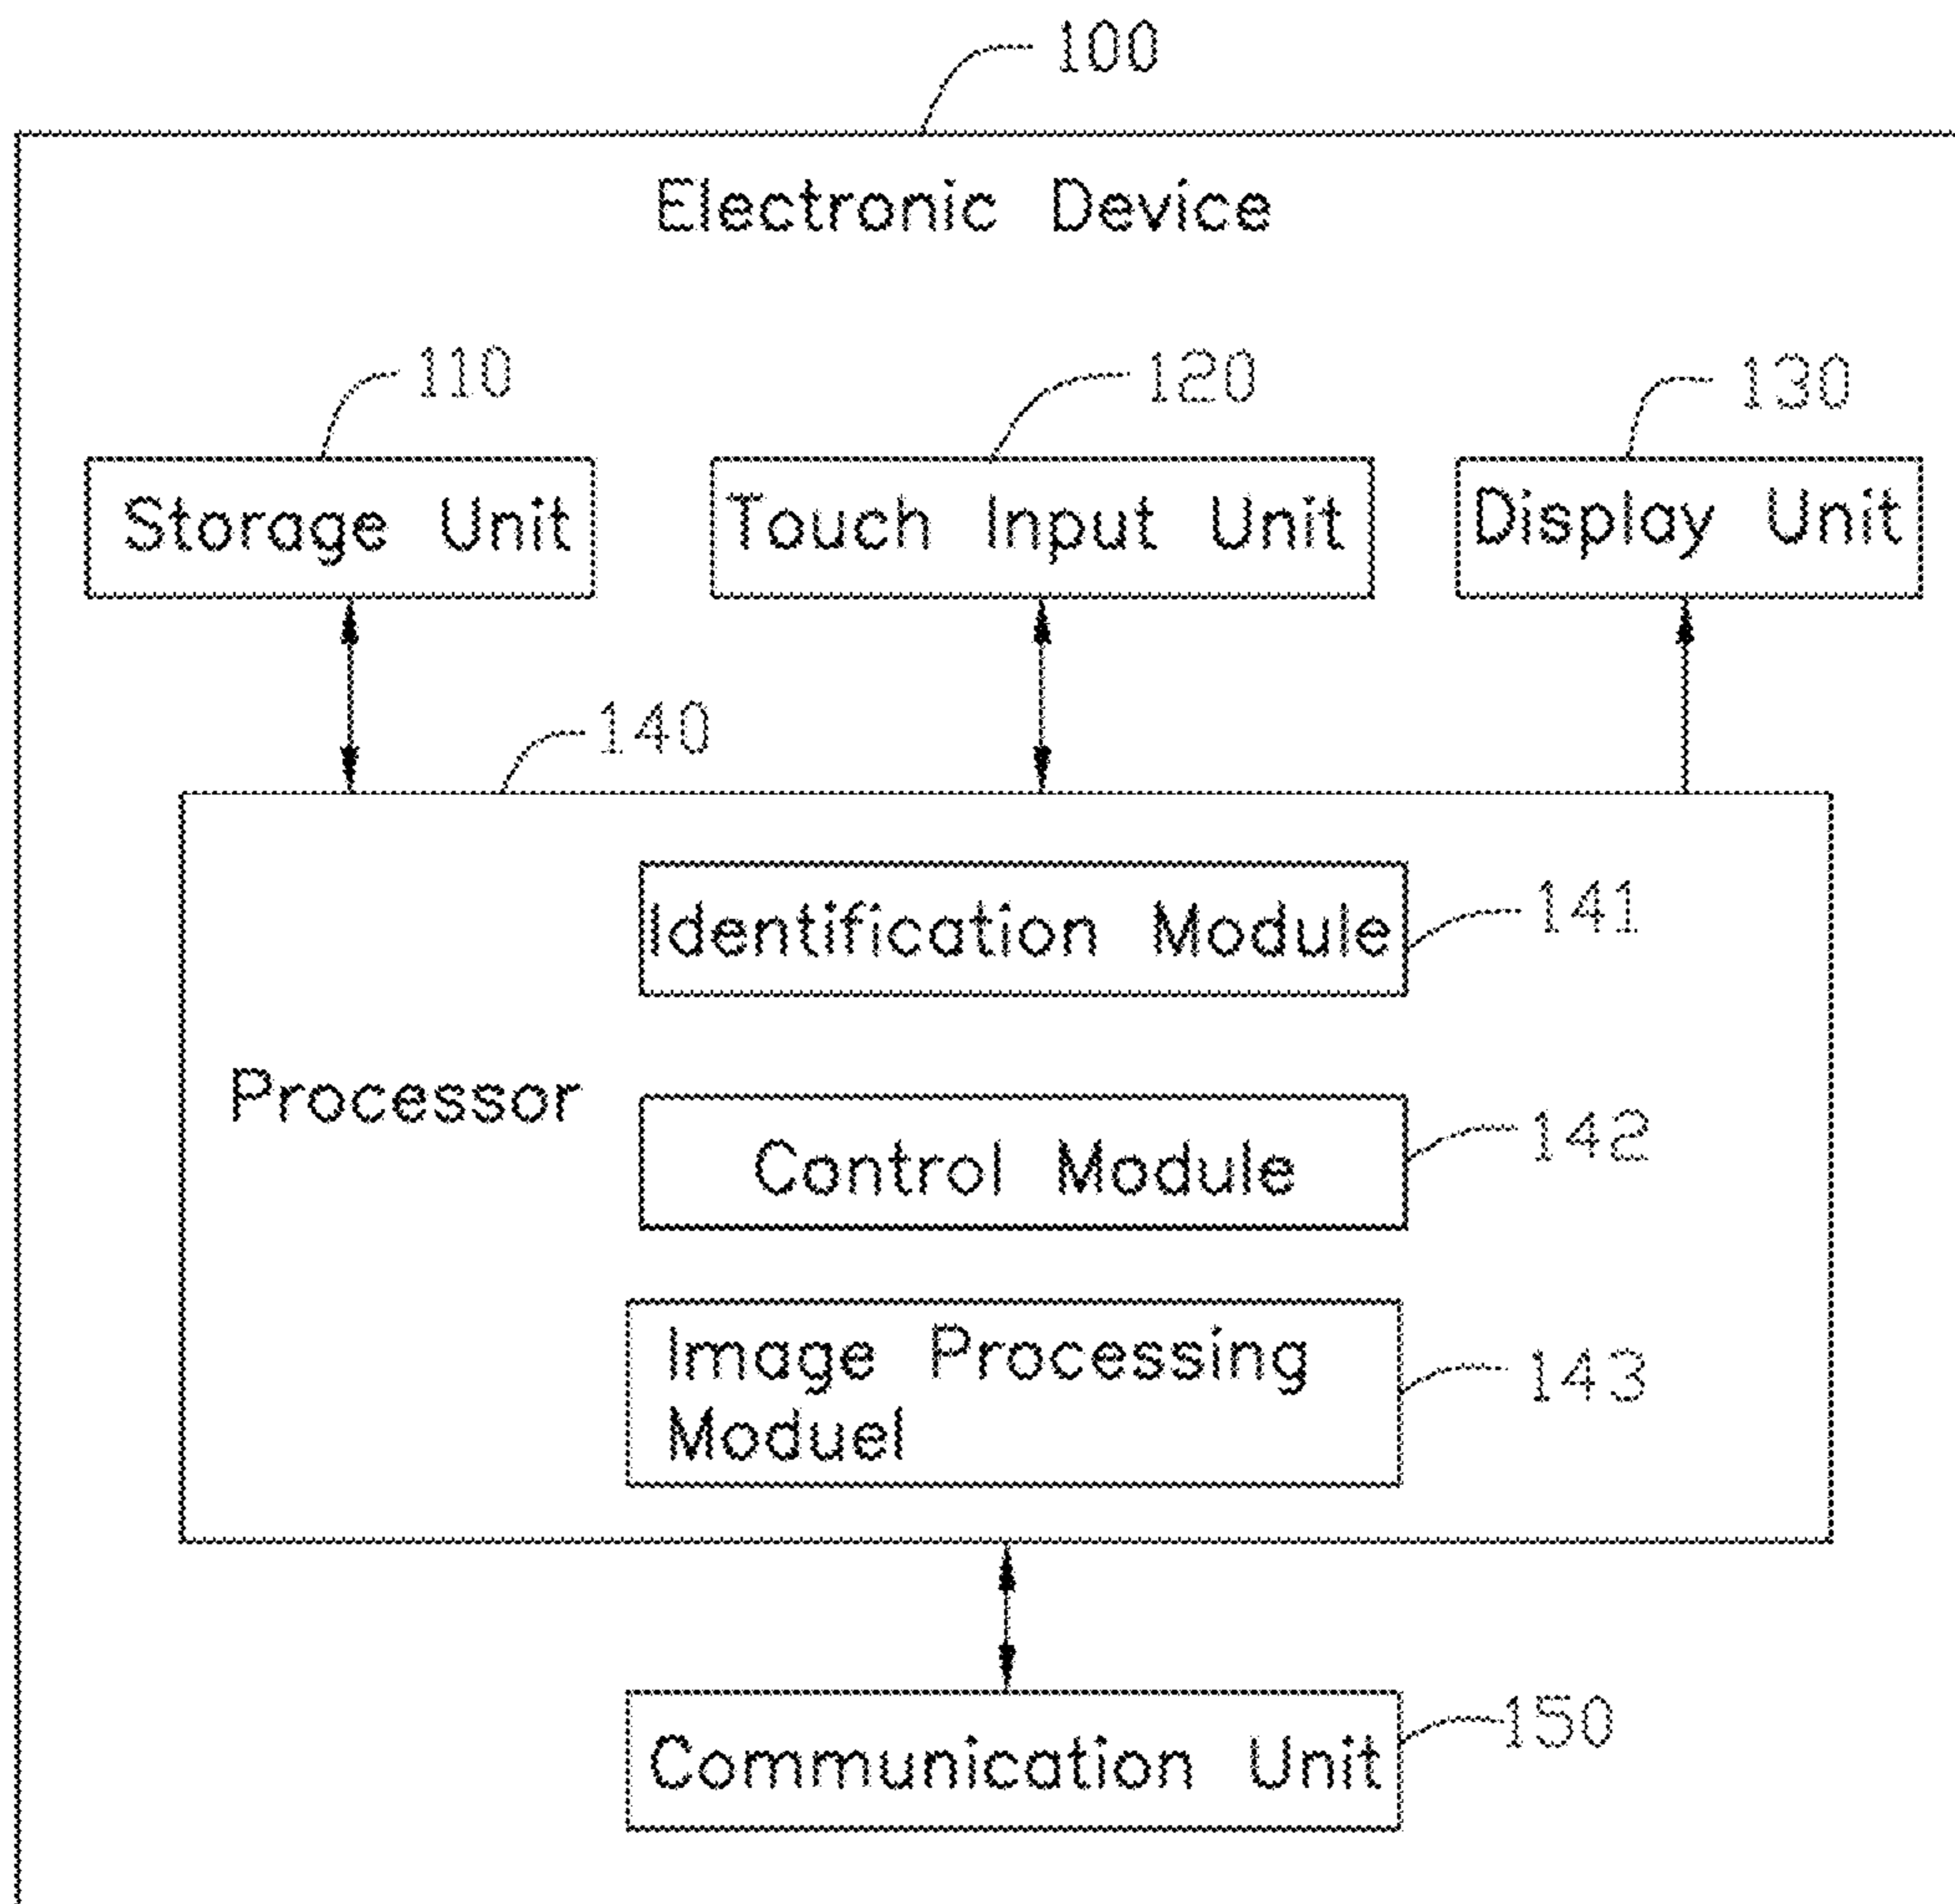 100
Electronic Device
110
120
130
Storage Unit
Touch Input Unit
Display Unit
140
Identification Module
141
Processor
Control Module
142
Image Processing
Moduel
143
Communication Unit
150